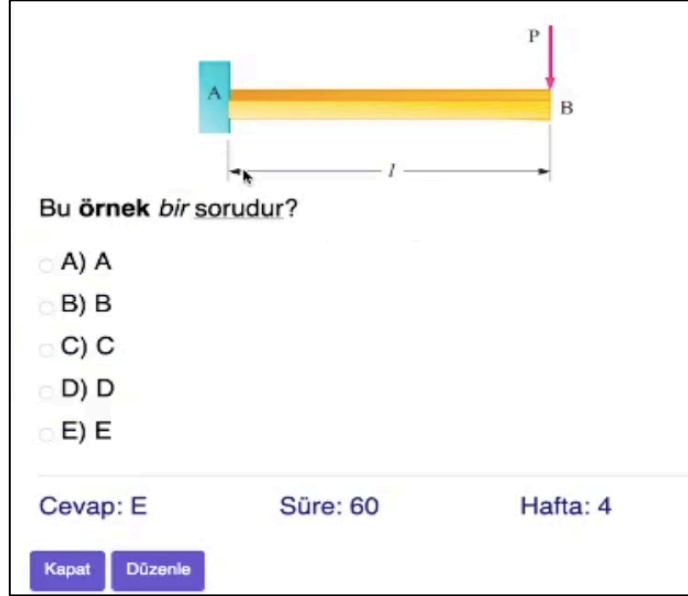 P
A
B
l
Bu örnek bir sorudur?
A) A
B) B
C) C
D) D
E) E
Cevap: E Süre: 60 Hafta: 4
Kapat Düzenle